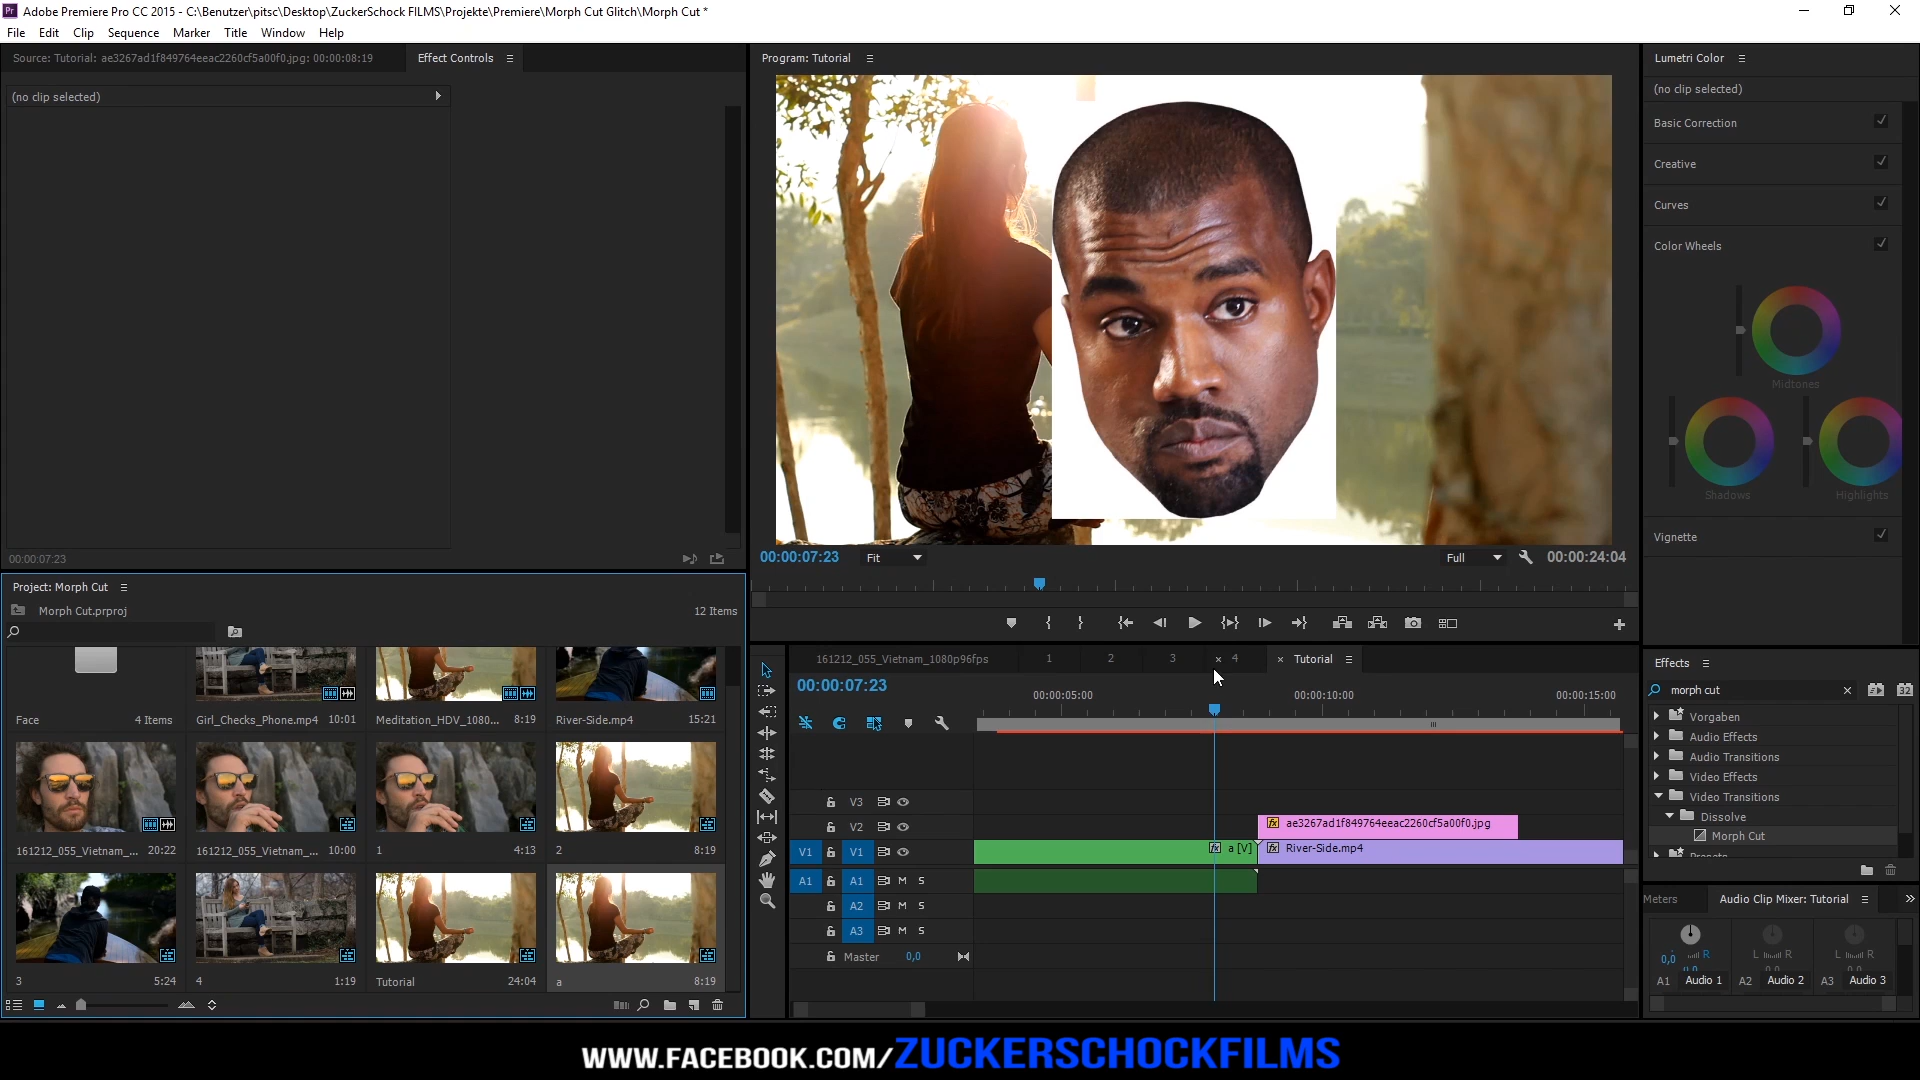 Pr Adobe Premiere Pro CC 2015 - C:\Benutzer\pitsc\Desktop\ZuckerSchock FILMS\Projekte\Premiere\Morph Cut Glitch\Morph Cut *
File Edit Clip Sequence Marker Title Window Help
Source: Tutorial: ae3267ad1f849764eeac2260cf5a00f0.jpg: 00:00:08:19
Effect Controls
(no clip selected)
00:00:07:23
Program: Tutorial
00:00:07:23 Fit Full 00:00:24:04
Lumetri Color
(no clip selected)
Basic Correction
Creative
Curves
Color Wheels
Midtones
Shadows Highlights
Vignette
Project: Morph Cut
Morph Cut.prproj 12 Items
Face 4 Items Girl_Checks_Phone.mp4 10:01 Meditation_HDV_1080... 8:19 River-Side.mp4 15:21
161212_055_Vietnam_... 20:22 161212_055_Vietnam_... 10:00 1 4:13 2 8:19
3 5:24 4 1:19 Tutorial 24:04 a 8:19
161212_055_Vietnam_1080p96fps 1 2 3 × 4 × Tutorial
00:00:07:23 00:00:05:00 00:00:10:00 00:00:15:00
V3
V2 ae3267ad1f849764eeac2260cf5a00f0.jpg
V1 V1 fx a [V] fx River-Side.mp4
A1 A1 M S
A2 M S
A3 M S
Master 0,0
Effects
morph cut × 32
Vorgaben
Audio Effects
Audio Transitions
Video Effects
Video Transitions
Dissolve
Morph Cut
Presets
Meters Audio Clip Mixer: Tutorial
L R L R
0,0 R
A1 Audio 1 A2 Audio 2 A3 Audio 3
WWW.FACEBOOK.COM/ZUCKERSCHOCKFILMS